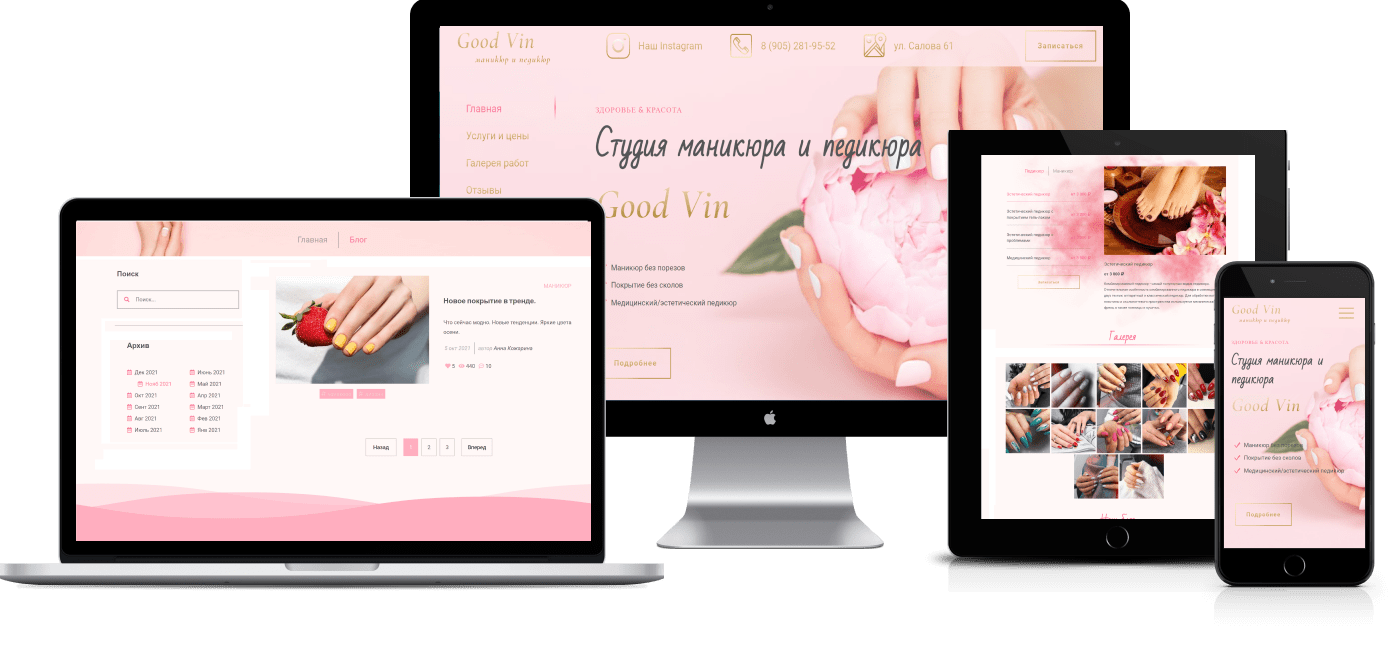 Good Vin
маникюр и педикюр
Наш Instagram
8 (905) 281-95-52
ул. Салова 61
Записаться
Главная
Услуги и цены
Галерея работ
Отзывы
ЗДОРОВЬЕ & КРАСОТА
Студия маникюра и педикюра
Good Vin
Маникюр без порезов
Покрытие без сколов
Медицинский/эстетический педикюр
Подробнее
Главная
Блог
Поиск
Поиск...
Архив
Дек 2021
Нояб 2021
Окт 2021
Сент 2021
Авг 2021
Июль 2021
Июнь 2021
Май 2021
Апр 2021
Март 2021
Фев 2021
Янв 2021
МАНИКЮР
Новое покрытие в тренде.
Что сейчас модно. Новые тенденции. Яркие цвета
осени.
8 окт 2021
автор Анна Кожарина
5 440 10
Назад
1
2
3
Вперед
Педикюр
Маникюр
Эстетический педикюр
Эстетический педикюр с
покрытием гель-лаком
Эстетический педикюр с
проблемами
Медицинский педикюр
Эстетический педикюр
от 3 000 ₽
Галерея
Good Vin
маникюр и педикюр
ЗДОРОВЬЕ & КРАСОТА
Студия маникюра и
педикюра
Good Vin
Маникюр без порезов
Покрытие без сколов
Медицинский/эстетический педикюр
Подробнее